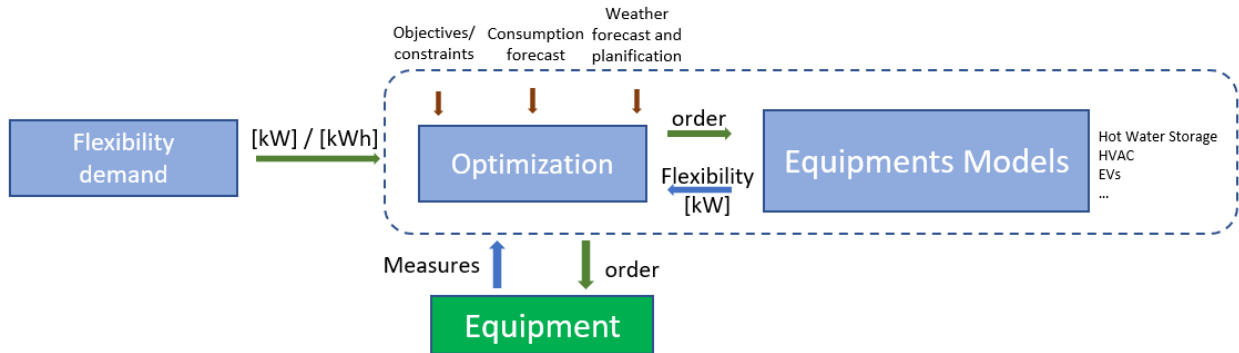 Objectives/
constraints
Consumption
forecast
Weather
forecast and
planification
Flexibility
demand
[kW] / [kWh]
Optimization
order
Flexibility
[kW]
Equipments Models
Hot Water Storage
HVAC
EVs
...
Measures
order
Equipment